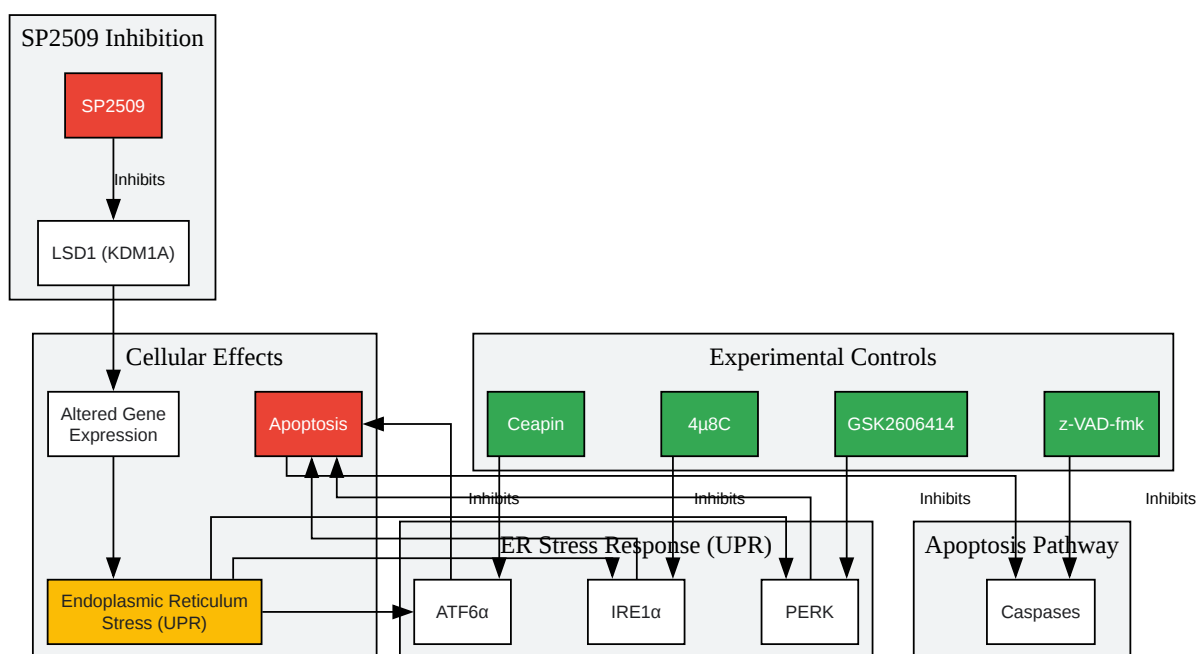 SP2509 Inhibition
SP2509
Inhibits
LSD1 (KDM1A)
Cellular Effects
Experimental Controls
Altered Gene
Expression
Apoptosis
Ceapin
4µ8C
GSK2606414
z-VAD-fmk
Inhibits
Inhibits
Inhibits
Inhibits
ER Stress Response (UPR)
Apoptosis Pathway
Endoplasmic Reticulum
Stress (UPR)
ATF6α
IRE1α
PERK
Caspases